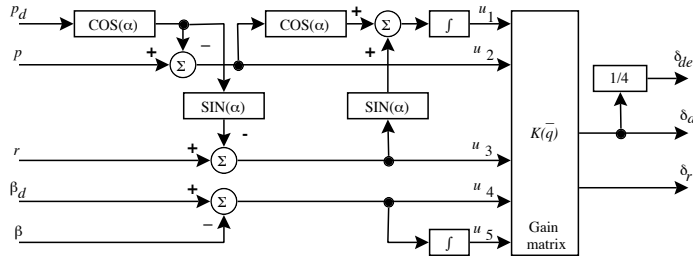 p_d COS(α) COS(α) + + Σ ∫ u_1
p + − Σ u_2 +
SIN(α) SIN(α) 1/4 δ_de
- K(q̄) δ_a
r + Σ u_3
β_d + Σ u_4 δ_r
β − ∫ u_5
Gain
matrix